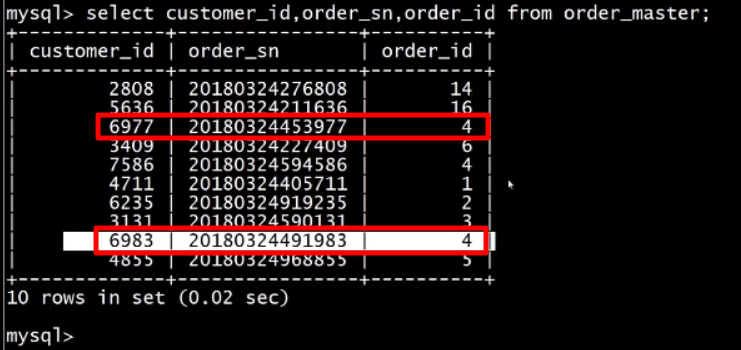 mysql> select customer_id,order_sn,order_id from order_master;
+-------------+----------------+----------+
| customer_id | order_sn       | order_id |
+-------------+----------------+----------+
|        2808 | 20180324276808 |       14 |
|        5636 | 20180324211636 |       16 |
|        6977 | 20180324453977 |        4 |
|        3409 | 20180324227409 |        6 |
|        7586 | 20180324594586 |        4 |
|        4711 | 20180324405711 |        1 |
|        6235 | 20180324919235 |        2 |
|        3131 | 20180324590131 |        3 |
|        6983 | 20180324491983 |        4 |
|        4855 | 20180324968855 |        5 |
+-------------+----------------+----------+
10 rows in set (0.02 sec)
mysql>